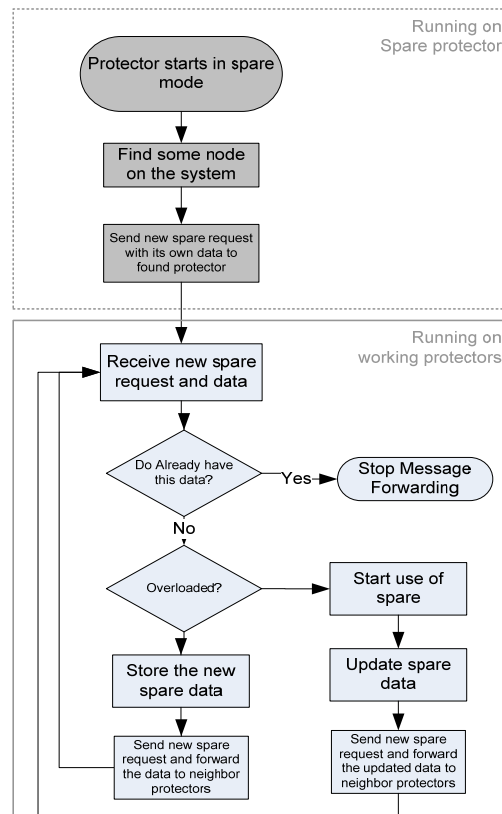 Running on
Spare protector
Protector starts in spare
mode
Find some node
on the system
Send new spare request
with its own data to
found protector
Running on
working protectors
Receive new spare
request and data
Do Already have
this data?
Yes
Stop Message
Forwarding
No
Overloaded?
Start use of
spare
Store the new
spare data
Update spare
data
Send new spare
request and forward
the data to neighbor
protectors
Send new spare
request and forward
the updated data to
neighbor protectors